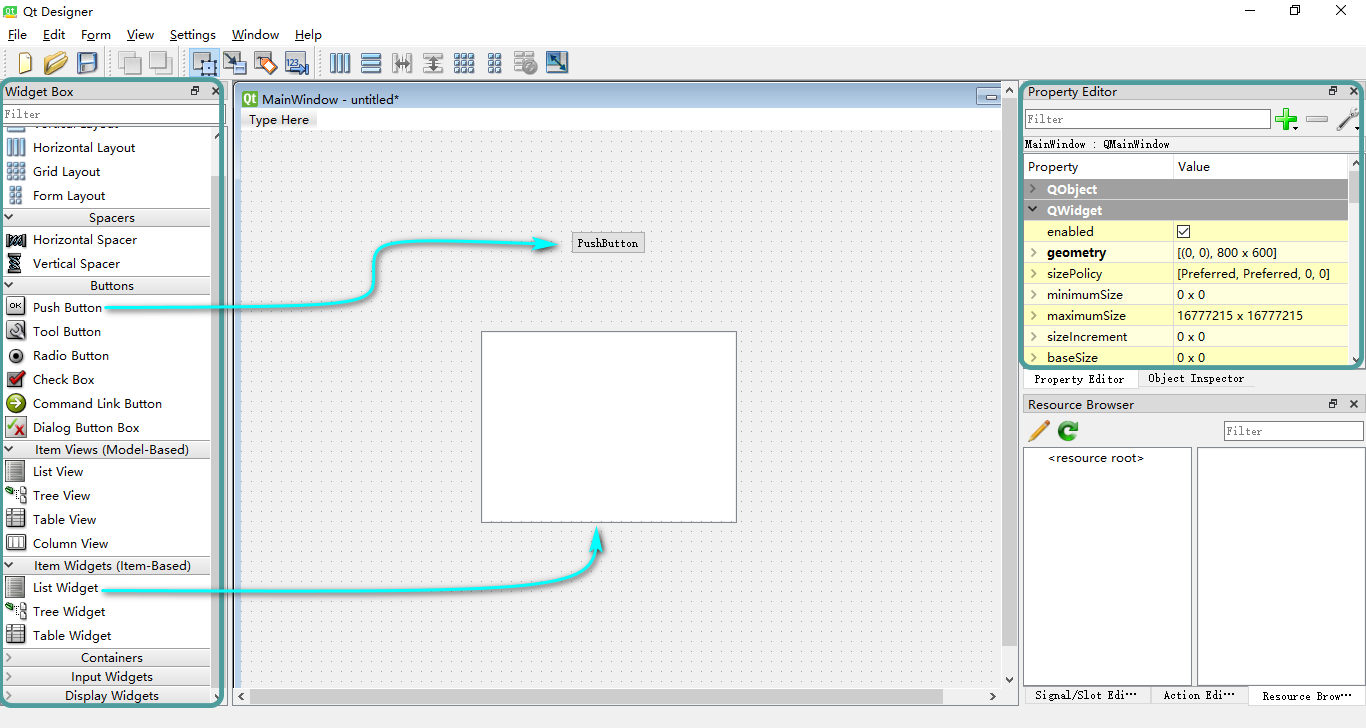 Qt Designer
File Edit Form View Settings Window Help
Widget Box
Filter
Vertical Layout
Horizontal Layout
Grid Layout
Form Layout
Spacers
Horizontal Spacer
Vertical Spacer
Buttons
OK Push Button
Tool Button
Radio Button
Check Box
Command Link Button
Dialog Button Box
Item Views (Model-Based)
List View
Tree View
Table View
Column View
Item Widgets (Item-Based)
List Widget
Tree Widget
Table Widget
Containers
Input Widgets
Display Widgets
Qt MainWindow - untitled*
Type Here
PushButton
Property Editor
Filter
MainWindow : QMainWindow
Property Value
QObject
QWidget
enabled
geometry [(0, 0), 800 x 600]
sizePolicy [Preferred, Preferred, 0, 0]
minimumSize 0 x 0
maximumSize 16777215 x 16777215
sizeIncrement 0 x 0
baseSize 0 x 0
Property Editor Object Inspector
Resource Browser
Filter
<resource root>
Signal/Slot Edi··· Action Edi··· Resource Brow···